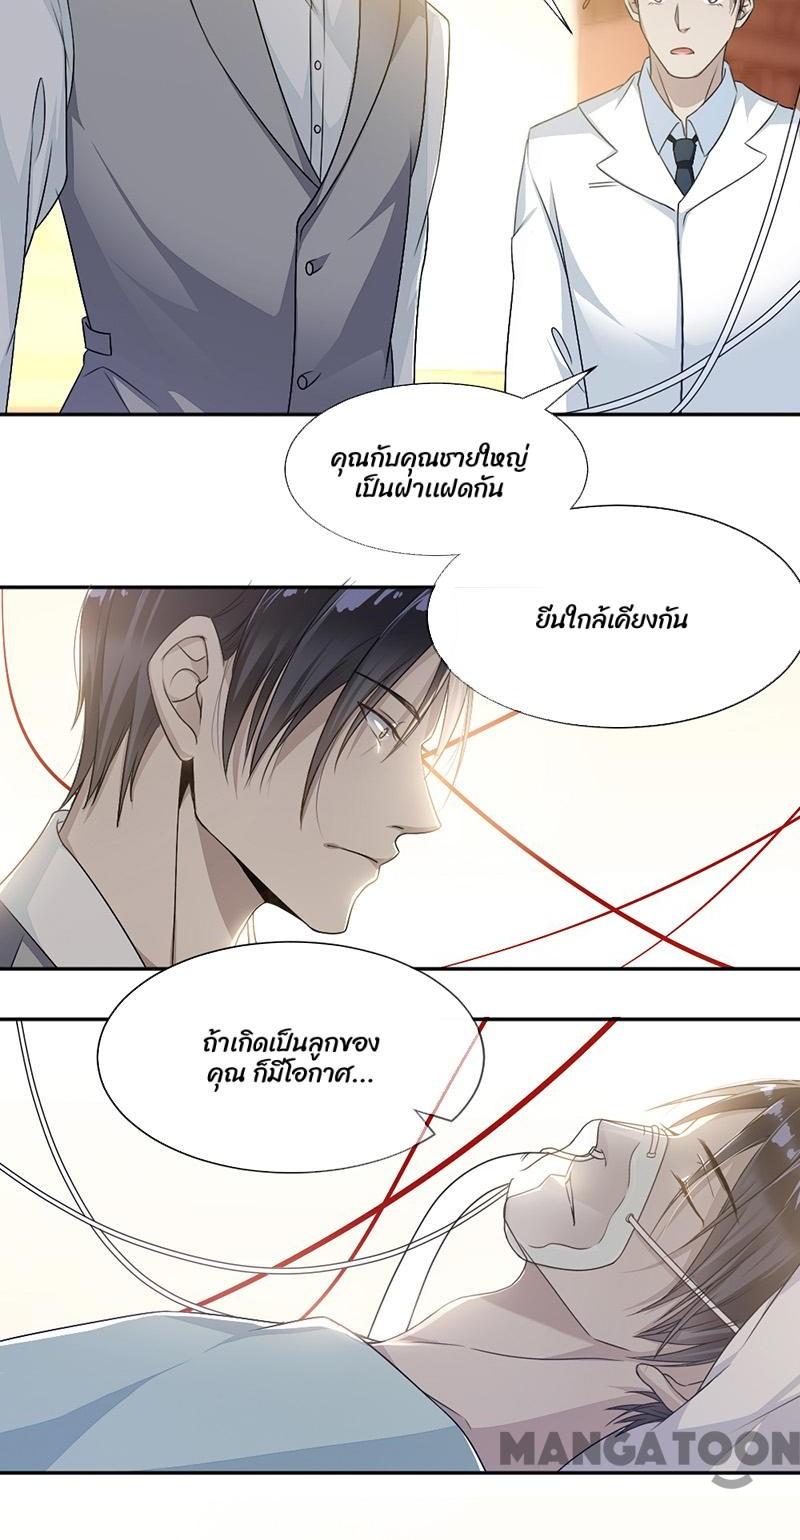 คุณกับคุณชายใหญ่
เป็นฝาแฝดกัน
ยีนใกล้เคียงกัน
ถ้าเกิดเป็นลูกของ
คุณ ก็มีโอกาศ...
MANGATOON